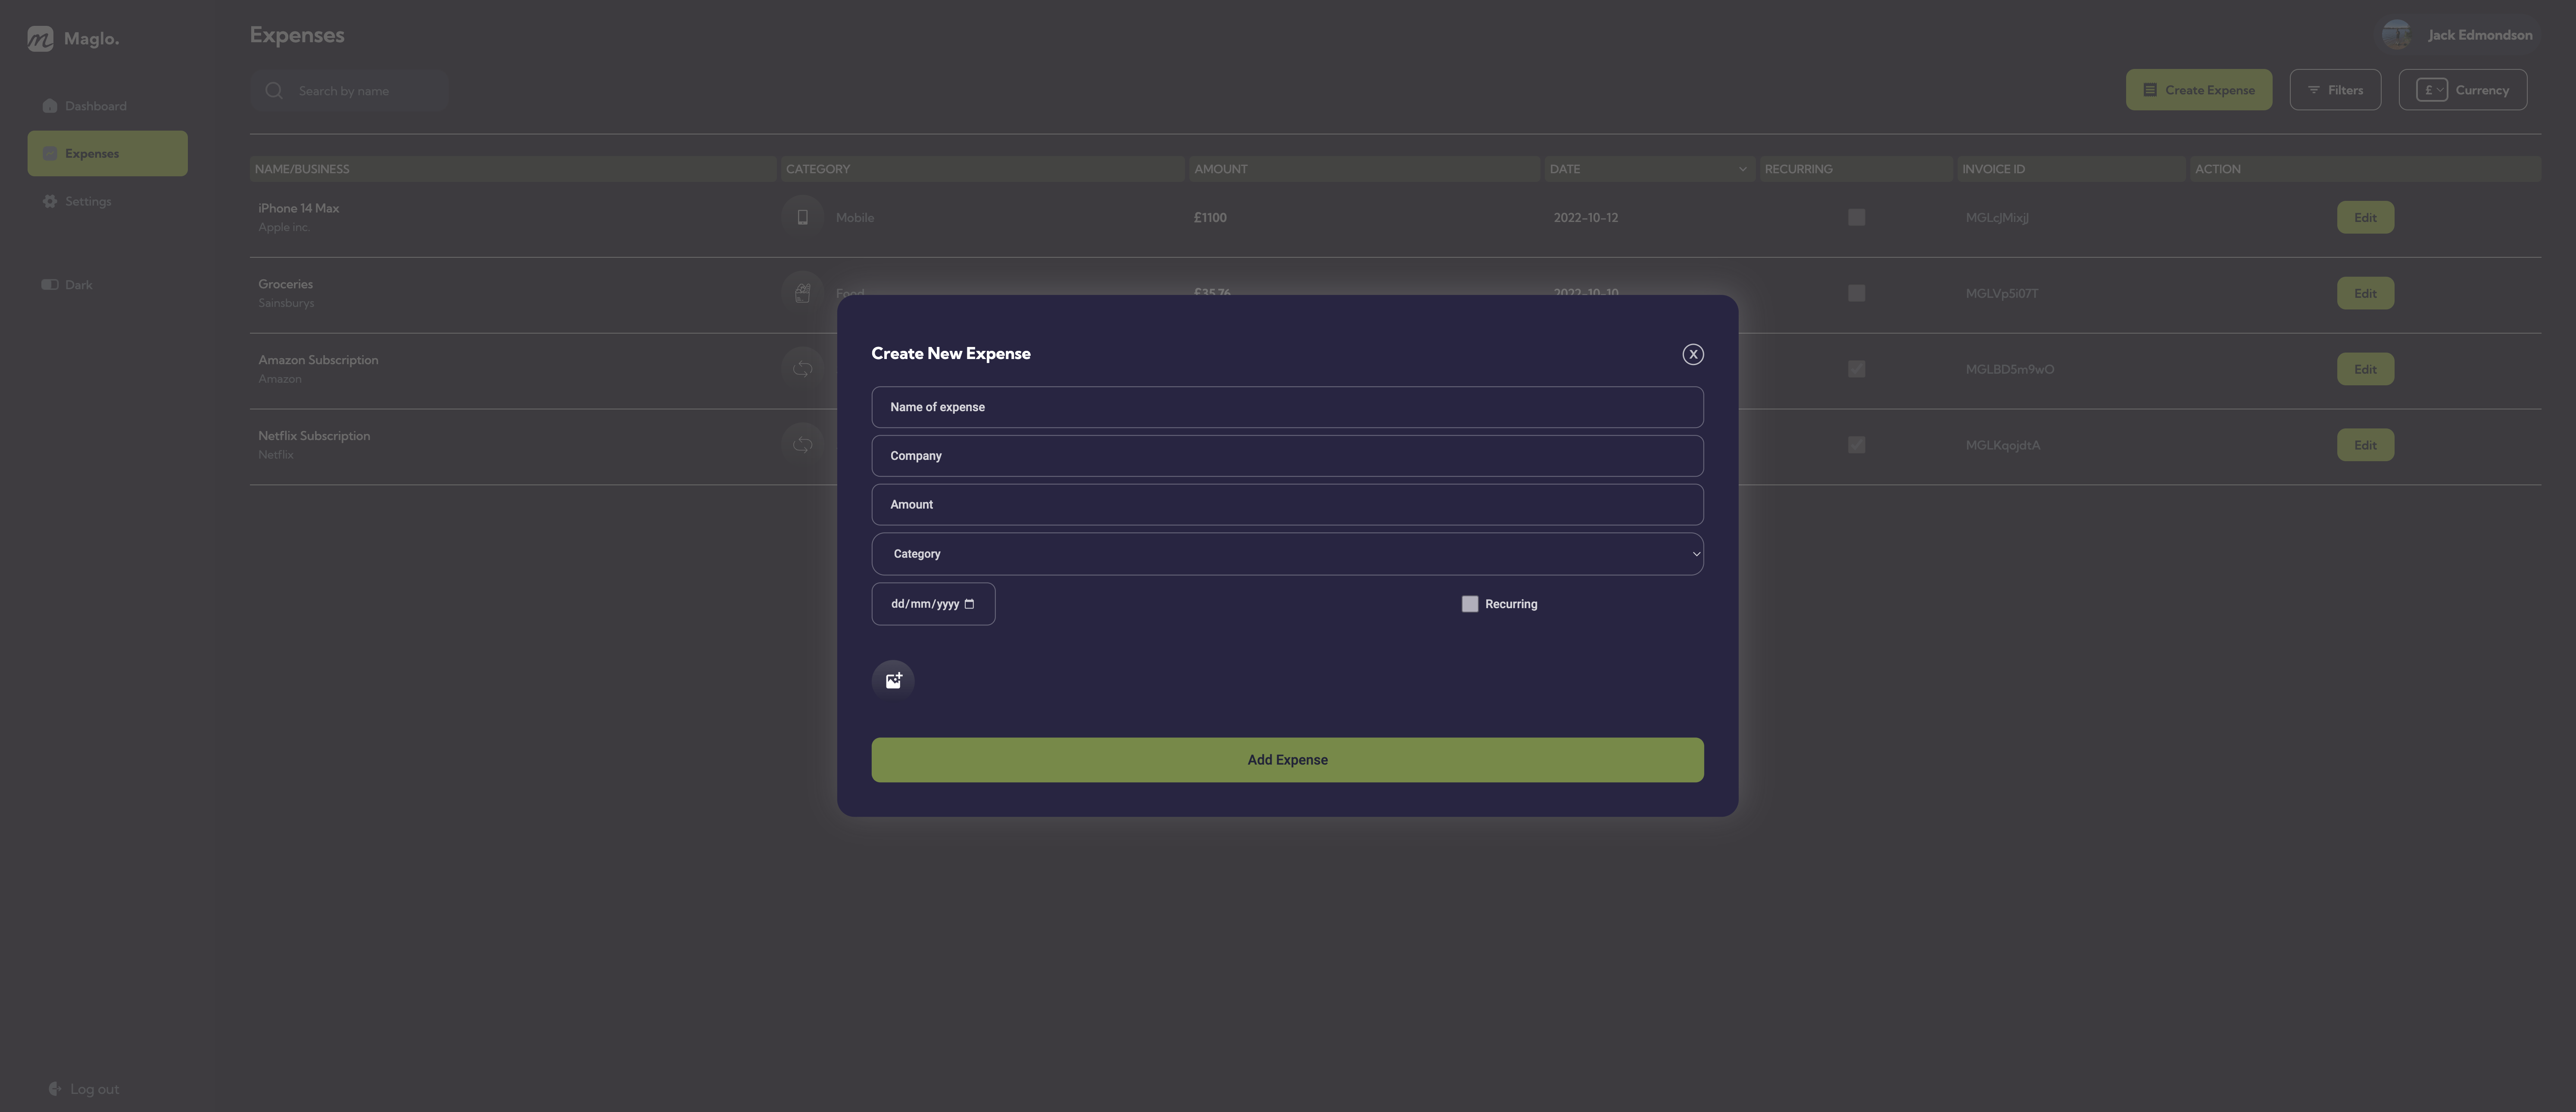 Maglo.
Expenses
Jack Edmondson
Search by name
Create Expense
Filters
£
Currency
Dashboard
Expenses
Settings
Dark
NAME/BUSINESS CATEGORY AMOUNT DATE RECURRING INVOICE ID ACTION
iPhone 14 Max
Apple inc.
Mobile £1100 2022-10-12 MGLcJMixjJ Edit
Groceries
Sainsburys
Food £35.76 2022-10-10 MGLVp5i07T Edit
Amazon Subscription
Amazon
MGLBD5m9wO Edit
Netflix Subscription
Netflix
MGLKqojdtA Edit
Create New Expense
X
Name of expense
Company
Amount
Category
dd/mm/yyyy
Recurring
Add Expense
Log out